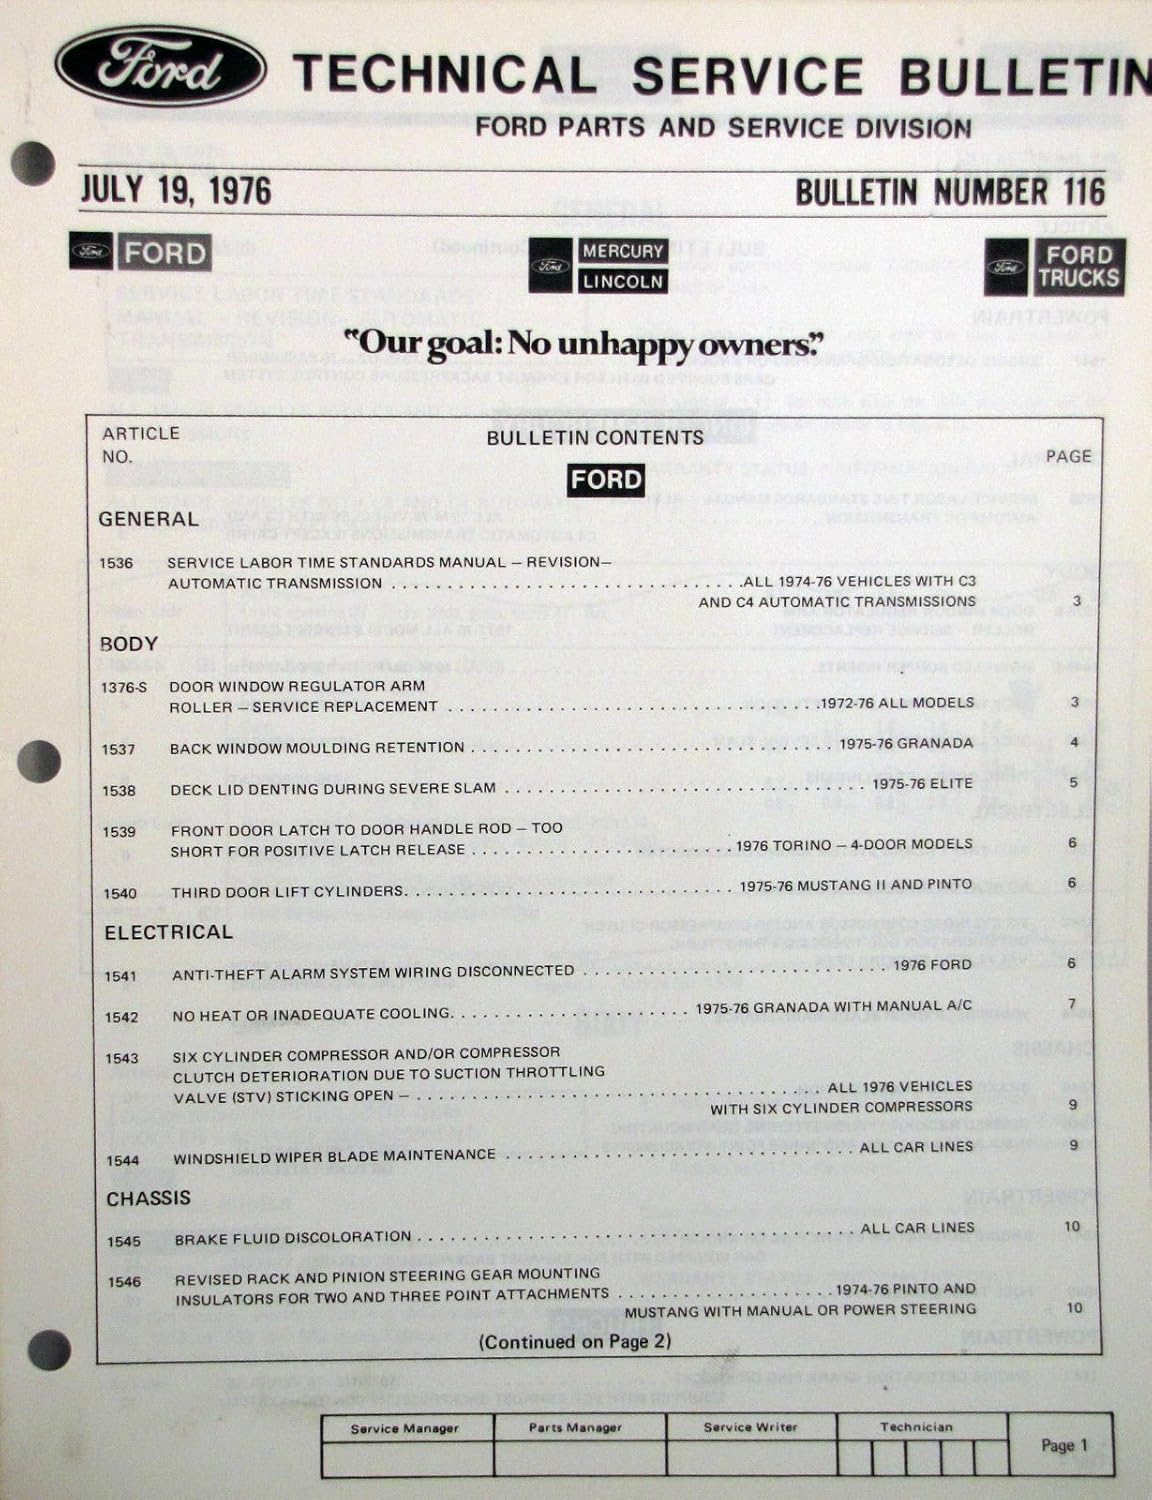 Ford TECHNICAL SERVICE BULLETIN
FORD PARTS AND SERVICE DIVISION
JULY 19, 1976 BULLETIN NUMBER 116
Ford FORD
Ford MERCURY LINCOLN
Ford FORD TRUCKS
"Our goal: No unhappy owners."
ARTICLE NO. BULLETIN CONTENTS PAGE
FORD
GENERAL
1536 SERVICE LABOR TIME STANDARDS MANUAL – REVISION–
AUTOMATIC TRANSMISSION . . . . . . . . . . . . . . . . . . . . . . . . . . . . . . .ALL 1974-76 VEHICLES WITH C3
AND C4 AUTOMATIC TRANSMISSIONS 3
BODY
1376-S DOOR WINDOW REGULATOR ARM
ROLLER – SERVICE REPLACEMENT . . . . . . . . . . . . . . . . . . . . . . . . . . . . . . . .1972-76 ALL MODELS 3
1537 BACK WINDOW MOULDING RETENTION . . . . . . . . . . . . . . . . . . . . . . . . . . . . . . . 1975-76 GRANADA 4
1538 DECK LID DENTING DURING SEVERE SLAM . . . . . . . . . . . . . . . . . . . . . . . . . . . . . . . 1975-76 ELITE 5
1539 FRONT DOOR LATCH TO DOOR HANDLE ROD – TOO
SHORT FOR POSITIVE LATCH RELEASE . . . . . . . . . . . . . . . . . . . . . . . 1976 TORINO – 4-DOOR MODELS 6
1540 THIRD DOOR LIFT CYLINDERS. . . . . . . . . . . . . . . . . . . . . . . . . . . . 1975-76 MUSTANG II AND PINTO 6
ELECTRICAL
1541 ANTI-THEFT ALARM SYSTEM WIRING DISCONNECTED . . . . . . . . . . . . . . . . . . . . . . . . . . 1976 FORD 6
1542 NO HEAT OR INADEQUATE COOLING. . . . . . . . . . . . . . . . . . . . . 1975-76 GRANADA WITH MANUAL A/C 7
1543 SIX CYLINDER COMPRESSOR AND/OR COMPRESSOR
CLUTCH DETERIORATION DUE TO SUCTION THROTTLING
VALVE (STV) STICKING OPEN – . . . . . . . . . . . . . . . . . . . . . . . . . . . . . . . . . . . ALL 1976 VEHICLES
WITH SIX CYLINDER COMPRESSORS 9
1544 WINDSHIELD WIPER BLADE MAINTENANCE . . . . . . . . . . . . . . . . . . . . . . . . . . . . . . ALL CAR LINES 9
CHASSIS
1545 BRAKE FLUID DISCOLORATION . . . . . . . . . . . . . . . . . . . . . . . . . . . . . . . . . . . . . ALL CAR LINES 10
1546 REVISED RACK AND PINION STEERING GEAR MOUNTING
INSULATORS FOR TWO AND THREE POINT ATTACHMENTS . . . . . . . . . . . . . . . . . . .1974-76 PINTO AND
MUSTANG WITH MANUAL OR POWER STEERING 10
(Continued on Page 2)
Service Manager Parts Manager Service Writer Technician Page 1